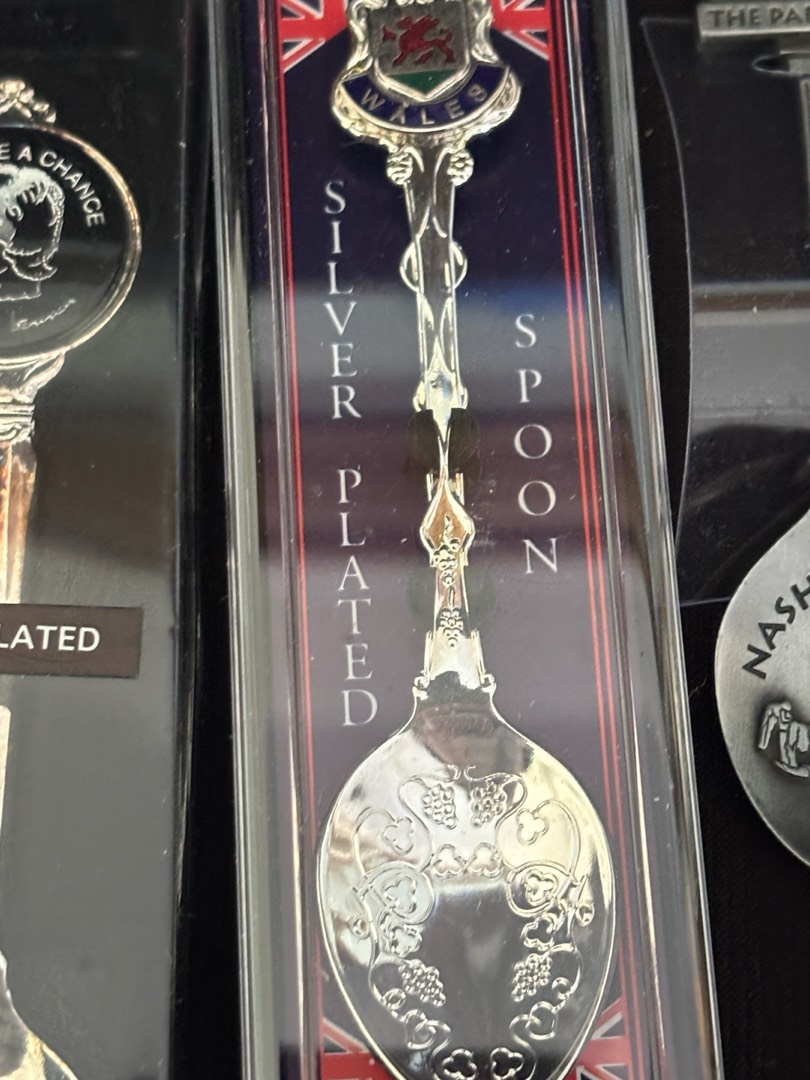 E A CHANCE
LATED
WALES
SILVER PLATED
SPOON
THE PA
NASH